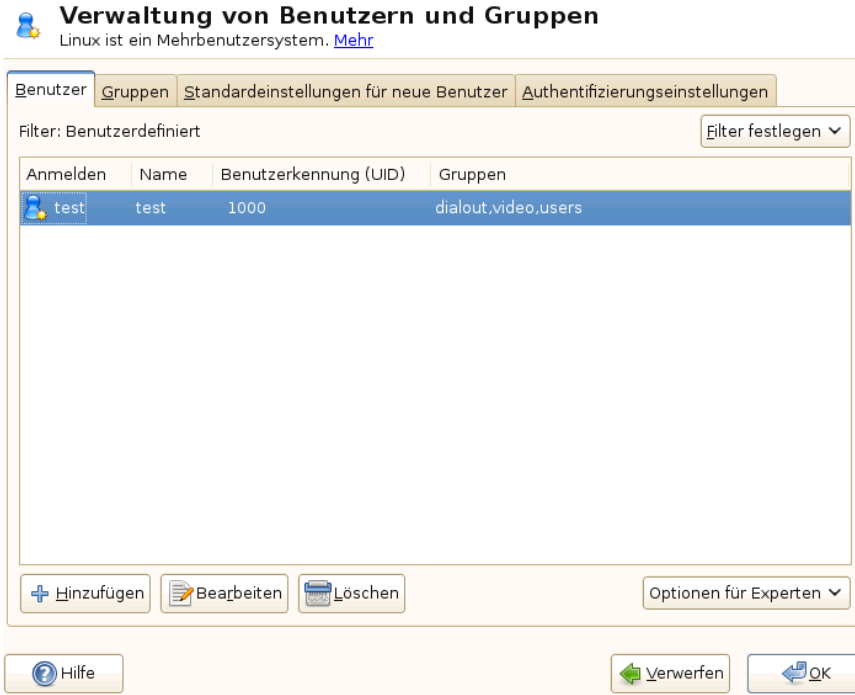 Verwaltung von Benutzern und Gruppen
Linux ist ein Mehrbenutzersystem. Mehr
Benutzer Gruppen Standardeinstellungen für neue Benutzer Authentifizierungseinstellungen
Filter: Benutzerdefiniert Filter festlegen
Anmelden Name Benutzerkennung (UID) Gruppen
test test 1000 dialout,video,users
Hinzufügen Bearbeiten Löschen Optionen für Experten
Hilfe Verwerfen OK